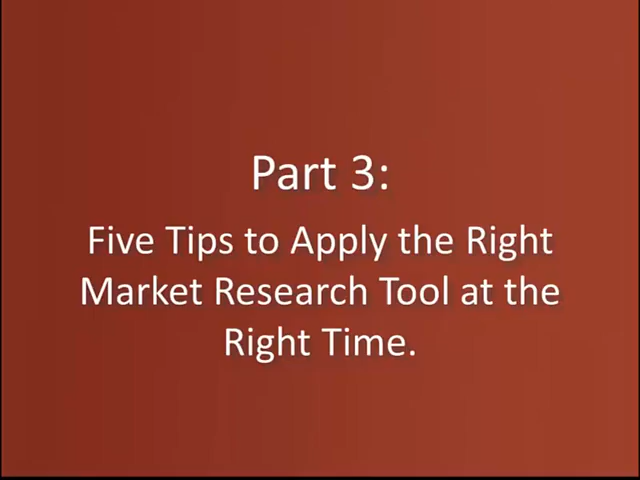 Part 3:
Five Tips to Apply the Right
Market Research Tool at the
Right Time.